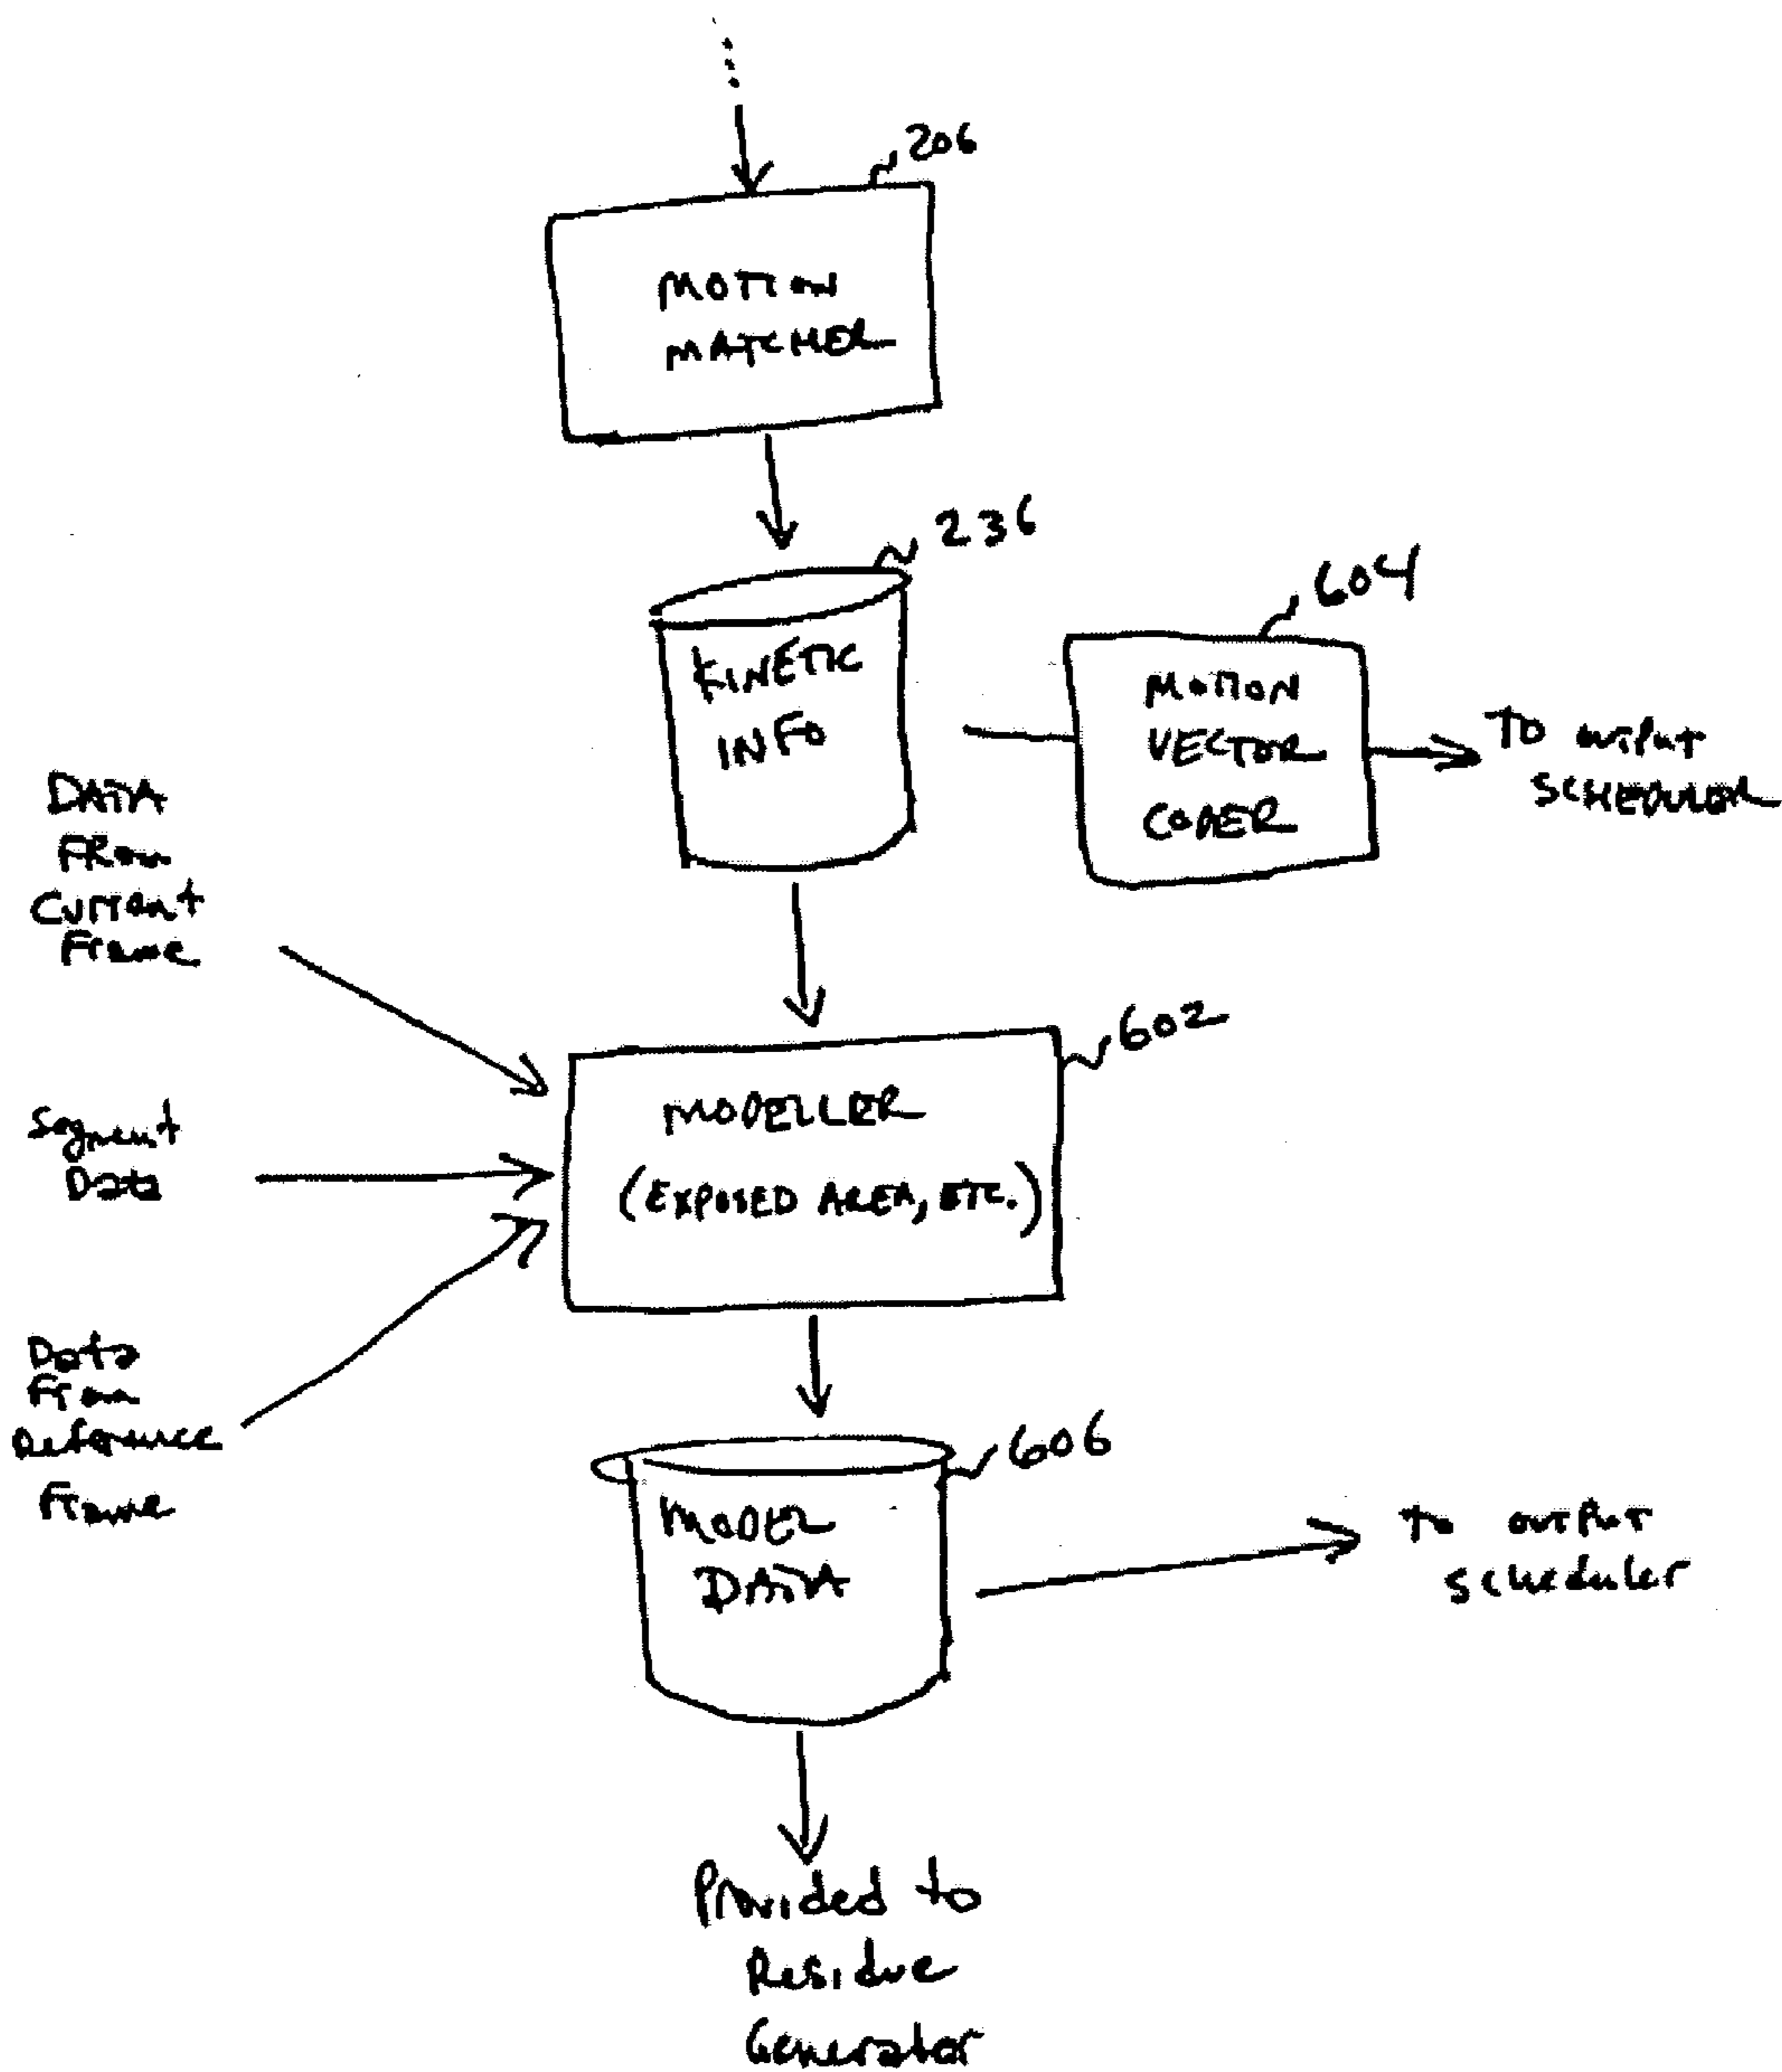 206
MOTION
MATCHER
236
KINETIC
INFO
604
MOTION
VECTOR
CODER
TO output
SCHEDULER
DATA
FROM
Current
Frame
602
MODELLER
(EXPOSED AREA, ETC.)
Segment
Data
Data
From
Reference
Frame
606
MODEL
DATA
to output
scheduler
Provided to
Residue
Generator